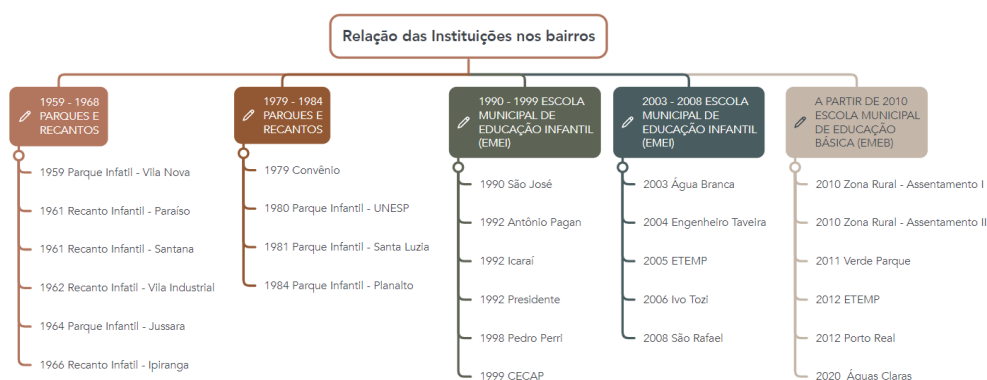 Relação das Instituições nos bairros
1959 - 1968
PARQUES E
RECANTOS
1959 Parque Infatil - Vila Nova
1961 Recanto Infantil - Paraíso
1961 Recanto Infantil - Santana
1962 Recanto Infantil - Vila Industrial
1964 Parque Infantil - Jussara
1966 Recanto Infatil - Ipiranga
1979 - 1984
PARQUES E
RECANTOS
1979 Convênio
1980 Parque Infantil - UNESP
1981 Parque Infantil - Santa Luzia
1984 Parque Infantil - Planalto
1990 - 1999 ESCOLA
MUNICIPAL DE
EDUCAÇÃO INFANTIL
(EMEI)
1990 São José
1992 Antônio Pagan
1992 Icaraí
1992 Presidente
1998 Pedro Perri
1999 CECAP
2003 - 2008 ESCOLA
MUNICIPAL DE
EDUCAÇÃO INFANTIL
(EMEI)
2003 Água Branca
2004 Engenheiro Taveira
2005 ETEMP
2006 Ivo Tozi
2008 São Rafael
A PARTIR DE 2010
ESCOLA MUNICIPAL
DE EDUCAÇÃO
BÁSICA (EMEB)
2010 Zona Rural - Assentamento I
2010 Zona Rural - Assentamento II
2011 Verde Parque
2012 ETEMP
2012 Porto Real
2020 Águas Claras